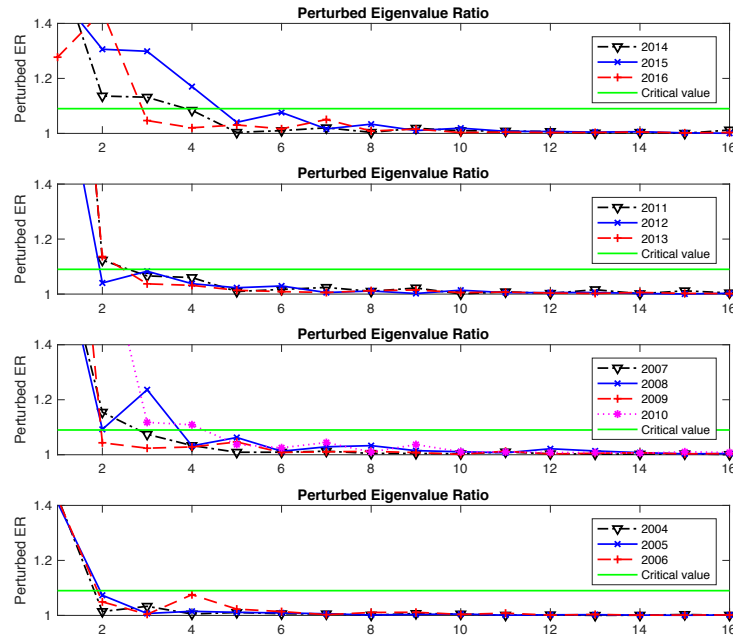 Perturbed Eigenvalue Ratio
Perturbed ER
1.4
1.2
1
2 4 6 8 10 12 14 16
2014
2015
2016
Critical value
Perturbed Eigenvalue Ratio
Perturbed ER
1.4
1.2
1
2 4 6 8 10 12 14 16
2011
2012
2013
Critical value
Perturbed Eigenvalue Ratio
Perturbed ER
1.4
1.2
1
2 4 6 8 10 12 14 16
2007
2008
2009
2010
Critical value
Perturbed Eigenvalue Ratio
Perturbed ER
1.4
1.2
1
2 4 6 8 10 12 14 16
2004
2005
2006
Critical value